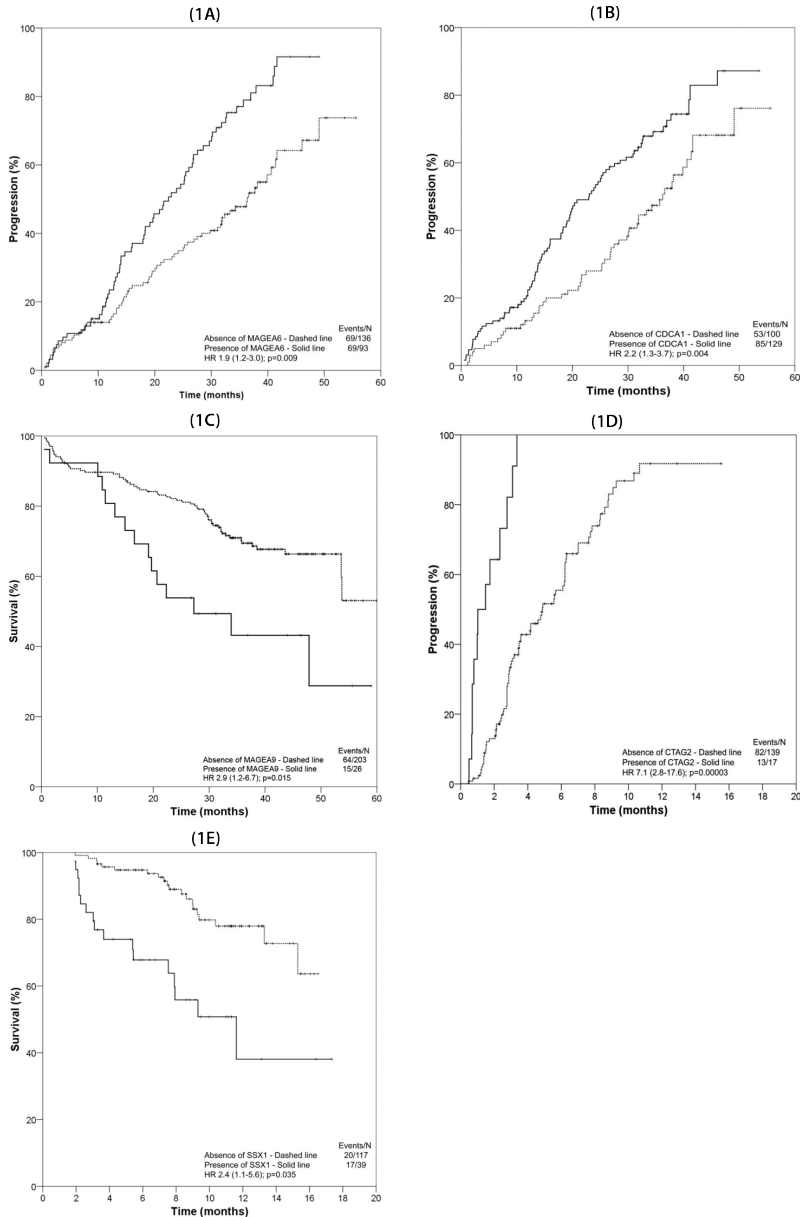 (1A)
Progression (%)
100
80
60
40
20
0
Events/N
Absence of MAGEA6 - Dashed line 69/136
Presence of MAGEA6 - Solid line 69/93
HR 1.9 (1.2-3.0); p=0.009
0 10 20 30 40 50 60
Time (months)
(1B)
Progression (%)
100
80
60
40
20
0
Events/N
Absence of CDCA1 - Dashed line 53/100
Presence of CDCA1 - Solid line 85/129
HR 2.2 (1.3-3.7); p=0.004
0 10 20 30 40 50 60
Time (months)
(1C)
Survival (%)
100
80
60
40
20
0
Events/N
Absence of MAGEA9 - Dashed line 64/203
Presence of MAGEA9 - Solid line 15/26
HR 2.9 (1.2-6.7); p=0.015
0 10 20 30 40 50 60
Time (months)
(1D)
Progression (%)
100
80
60
40
20
0
Events/N
Absence of CTAG2 - Dashed line 82/139
Presence of CTAG2 - Solid line 13/17
HR 7.1 (2.8-17.6); p=0.00003
0 2 4 6 8 10 12 14 16 18 20
Time (months)
(1E)
Survival (%)
100
80
60
40
20
0
Events/N
Absence of SSX1 - Dashed line 20/117
Presence of SSX1 - Solid line 17/39
HR 2.4 (1.1-5.6); p=0.035
0 2 4 6 8 10 12 14 16 18 20
Time (months)